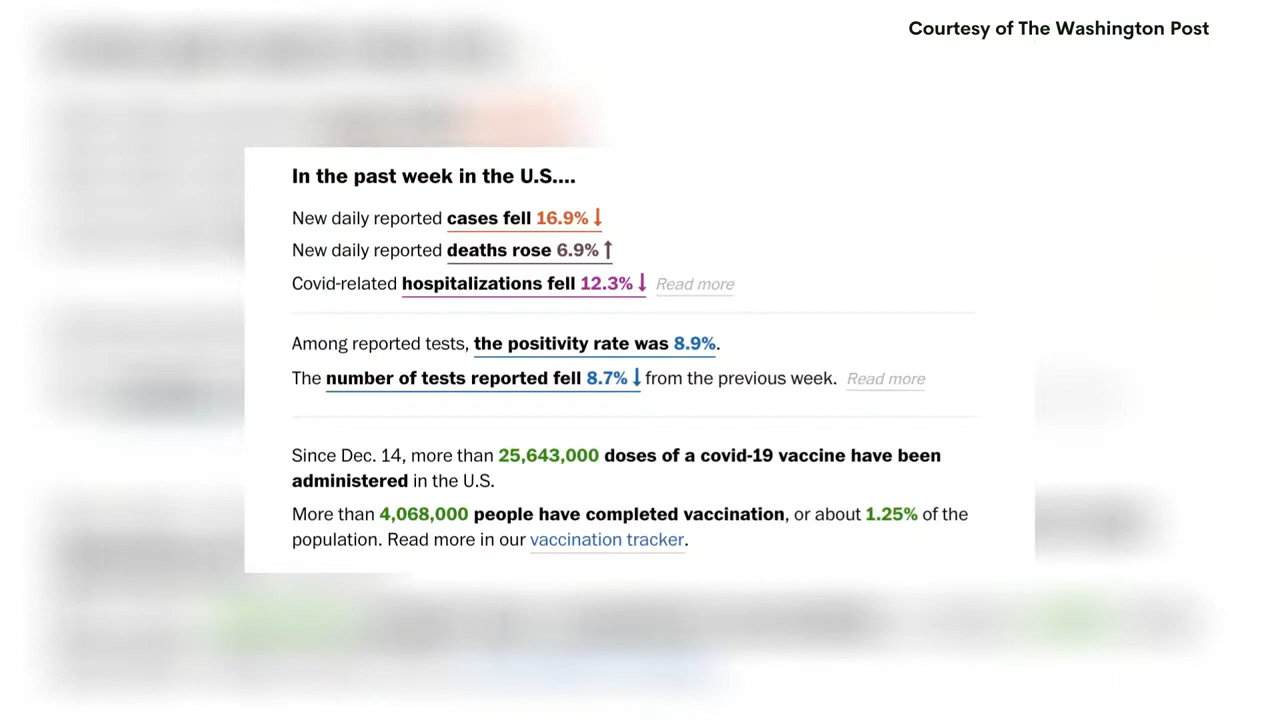 Courtesy of The Washington Post
In the past week in the U.S....
New daily reported cases fell 16.9% ↓
New daily reported deaths rose 6.9% ↑
Covid-related hospitalizations fell 12.3% ↓ Read more
Among reported tests, the positivity rate was 8.9%.
The number of tests reported fell 8.7% ↓ from the previous week. Read more
Since Dec. 14, more than 25,643,000 doses of a covid-19 vaccine have been
administered in the U.S.
More than 4,068,000 people have completed vaccination, or about 1.25% of the
population. Read more in our vaccination tracker.